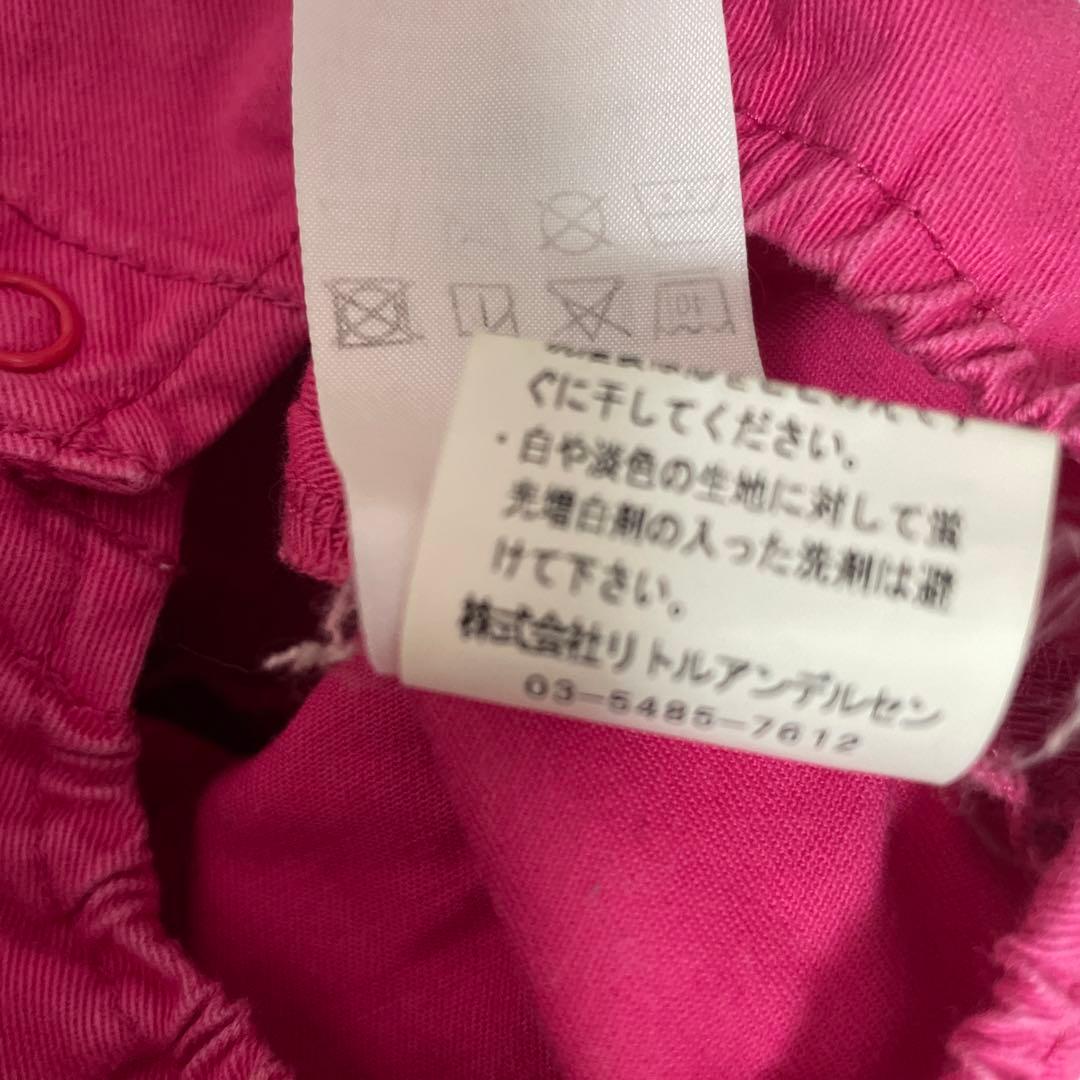 ぐに干してください。
・白や淡色の生地に対して蛍
光増白剤の入った洗剤は避
けて下さい。
株式会社リトルアンデルセン
03-5485-7612